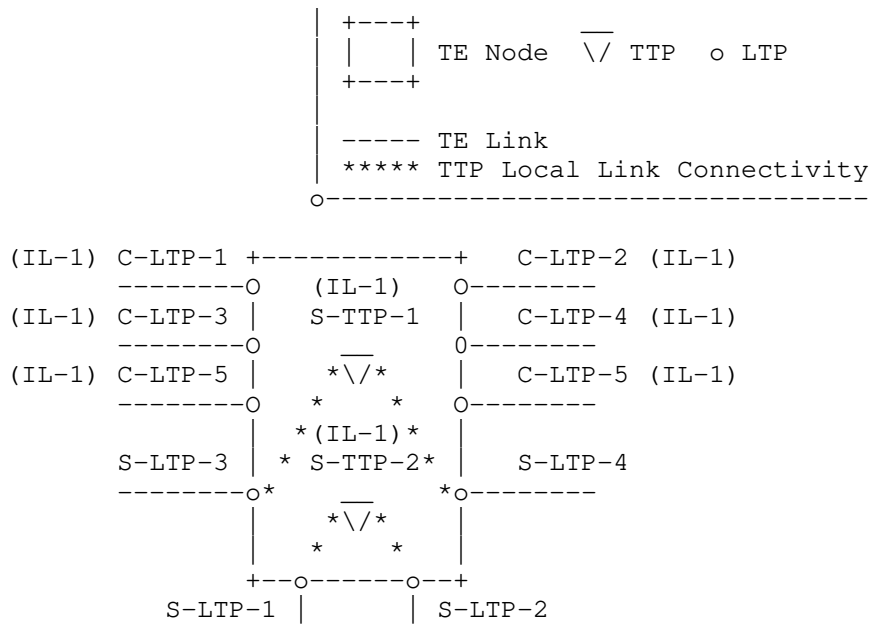 TE Node TTP o LTP
----- TE Link
***** TTP Local Link Connectivity
(IL-1) C-LTP-1 C-LTP-2 (IL-1)
(IL-1)
(IL-1) C-LTP-3 S-TTP-1 C-LTP-4 (IL-1)
(IL-1) C-LTP-5 C-LTP-5 (IL-1)
(IL-1)
S-LTP-3 S-TTP-2 S-LTP-4
S-LTP-1 S-LTP-2